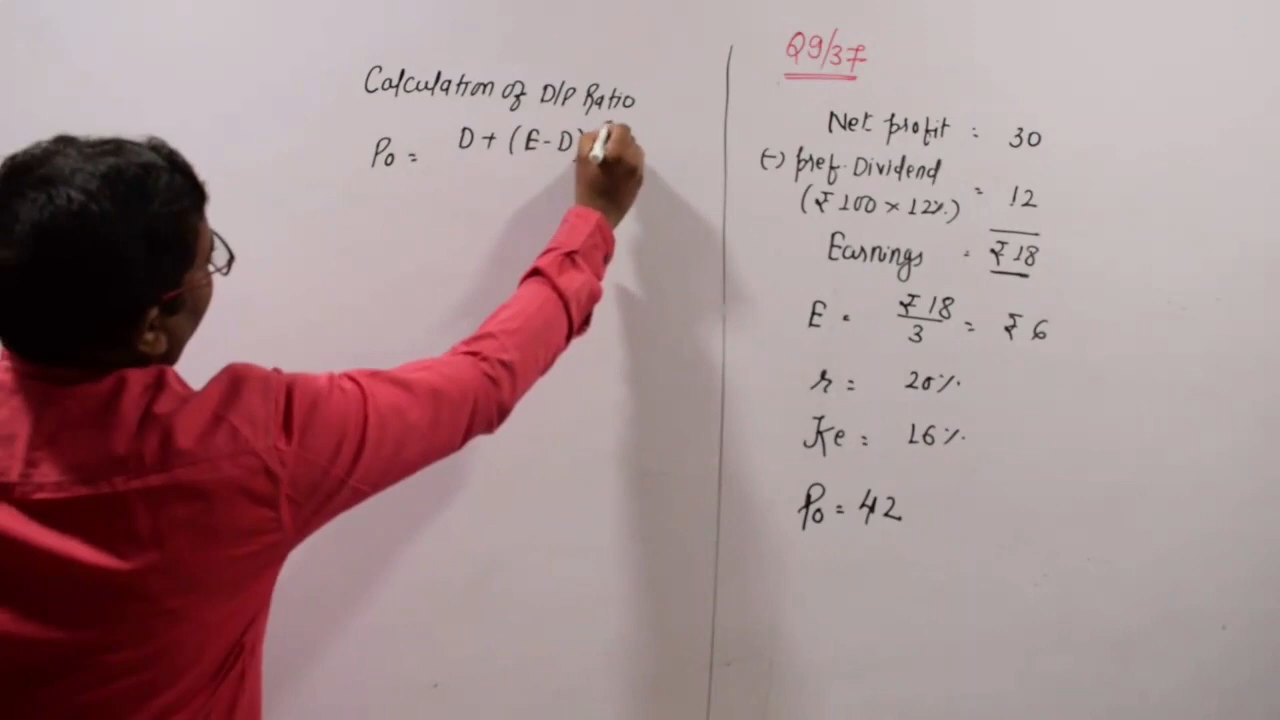 Calculation of D/P Ratio
Po = D + (E - D)
Q9/37
Net profit = 30
(-) pref. Dividend
(₹100 × 12%) = 12
Earnings = ₹18
E = ₹18/3 = ₹6
r = 20%
Ke = 16%
Po = 42